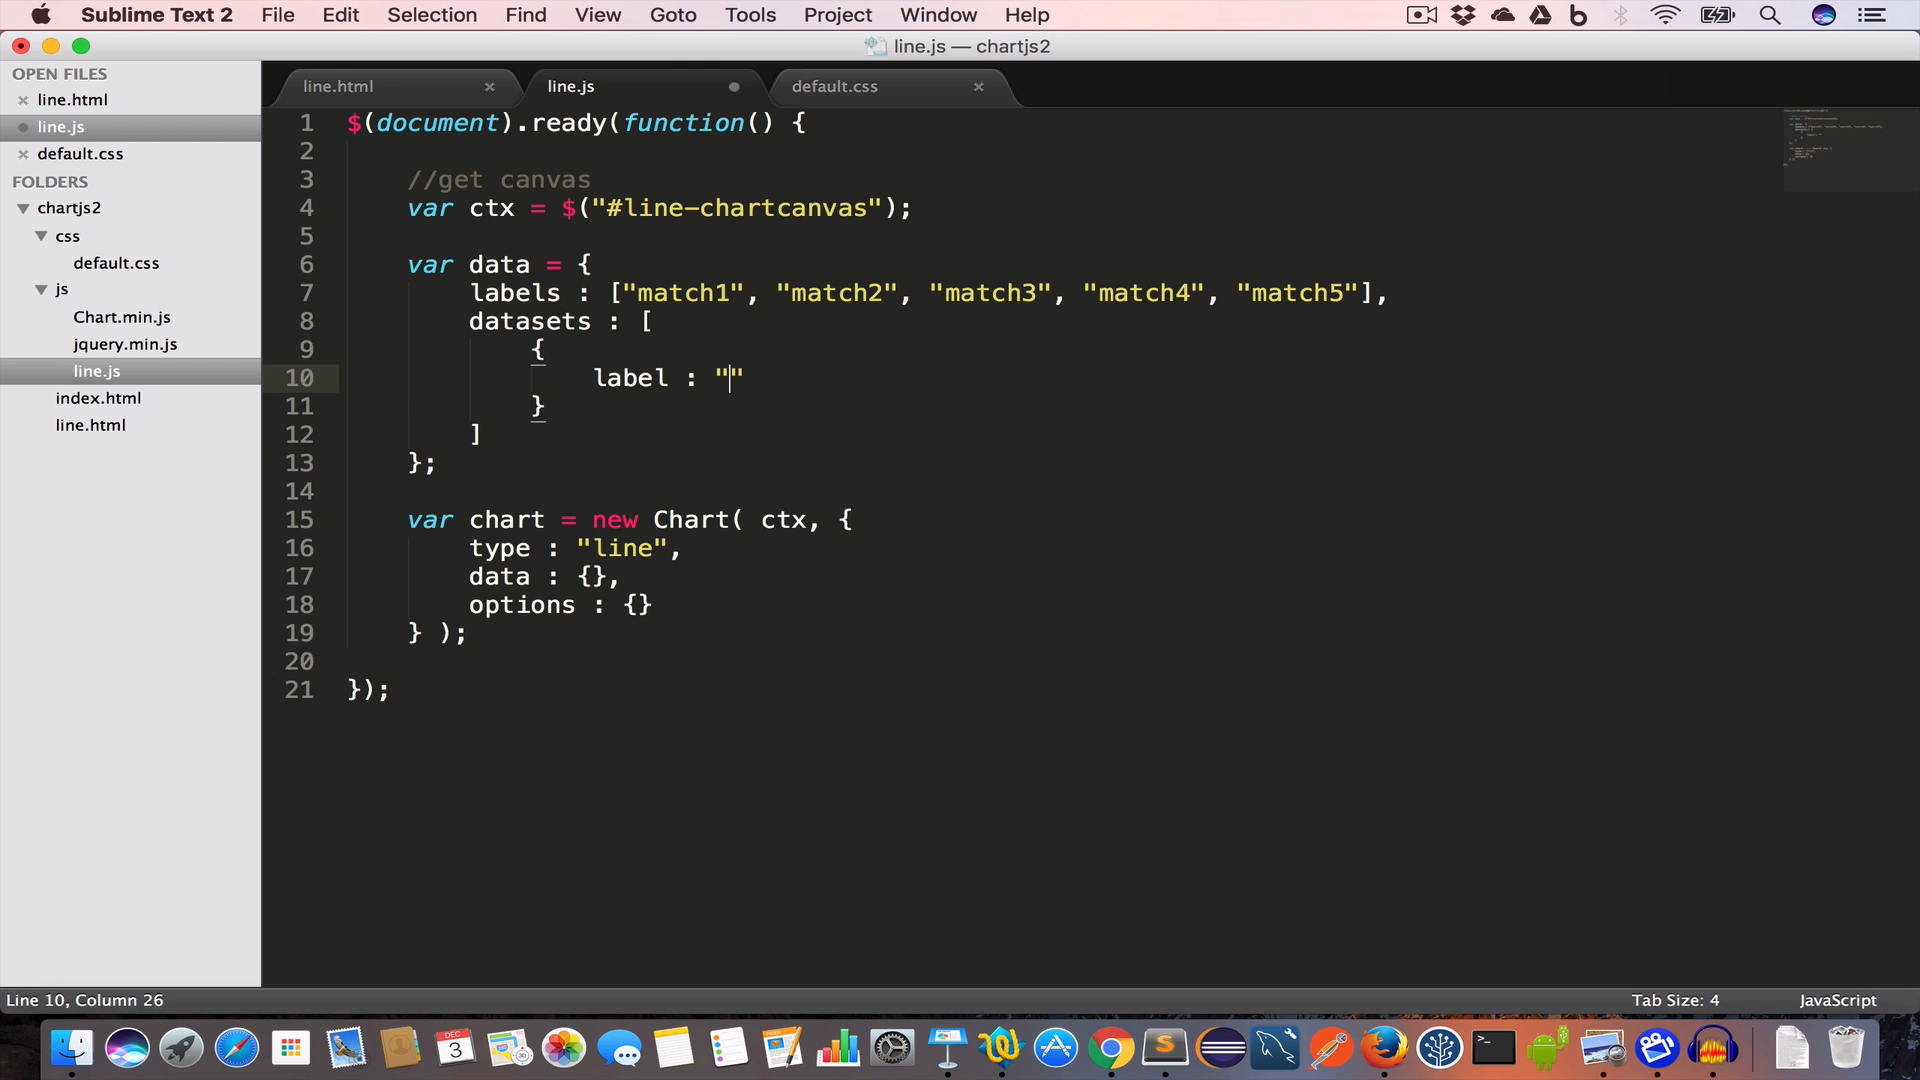 Sublime Text 2 File Edit Selection Find View Goto Tools Project Window Help
line.js — chartjs2
OPEN FILES
line.html
line.js
default.css
FOLDERS
chartjs2
css
default.css
js
Chart.min.js
jquery.min.js
line.js
index.html
line.html
line.html line.js default.css
1 $(document).ready(function() {
2
3 //get canvas
4 var ctx = $("#line-chartcanvas");
5
6 var data = {
7 labels : ["match1", "match2", "match3", "match4", "match5"],
8 datasets : [
9 {
10 label : ""
11 }
12 ]
13 };
14
15 var chart = new Chart( ctx, {
16 type : "line",
17 data : {},
18 options : {}
19 } );
20
21 });
Line 10, Column 26 Tab Size: 4 JavaScript
DEC
3